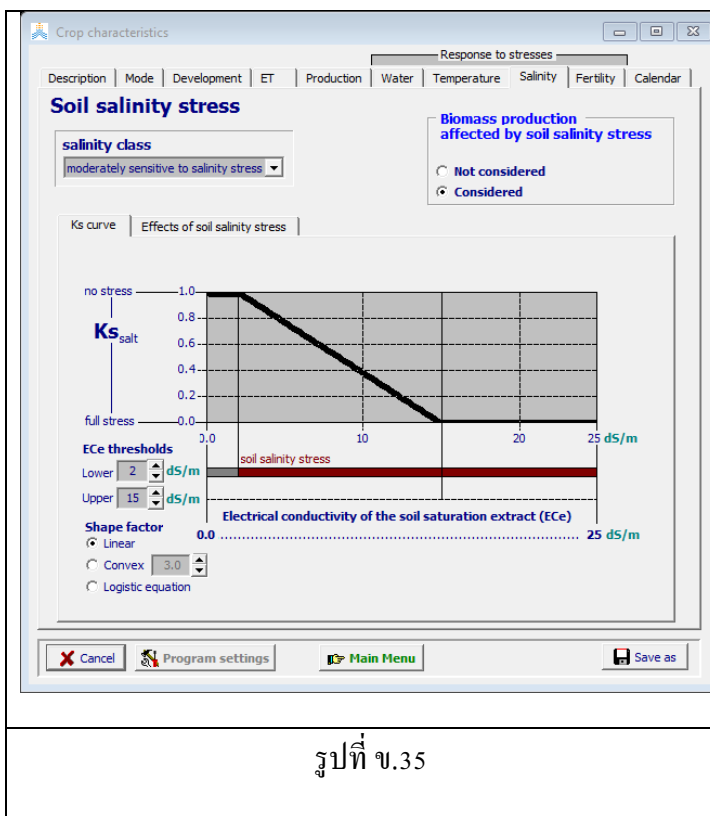 Crop characteristics
Response to stresses
Description Mode Development ET Production Water Temperature Salinity Fertility Calendar
Soil salinity stress
salinity class
moderately sensitive to salinity stress
Biomass production
affected by soil salinity stress
Not considered
Considered
Ks curve Effects of soil salinity stress
no stress 1.0
0.8
Ks salt
0.6
0.4
0.2
full stress 0.0
0.0 10 20 25 dS/m
ECe thresholds
soil salinity stress
Lower 2 dS/m
Upper 15 dS/m
Electrical conductivity of the soil saturation extract (ECe)
0.0 ........................................................... 25 dS/m
Shape factor
Linear
Convex 3.0
Logistic equation
Cancel Program settings Main Menu Save as
รูปที่ ข.35